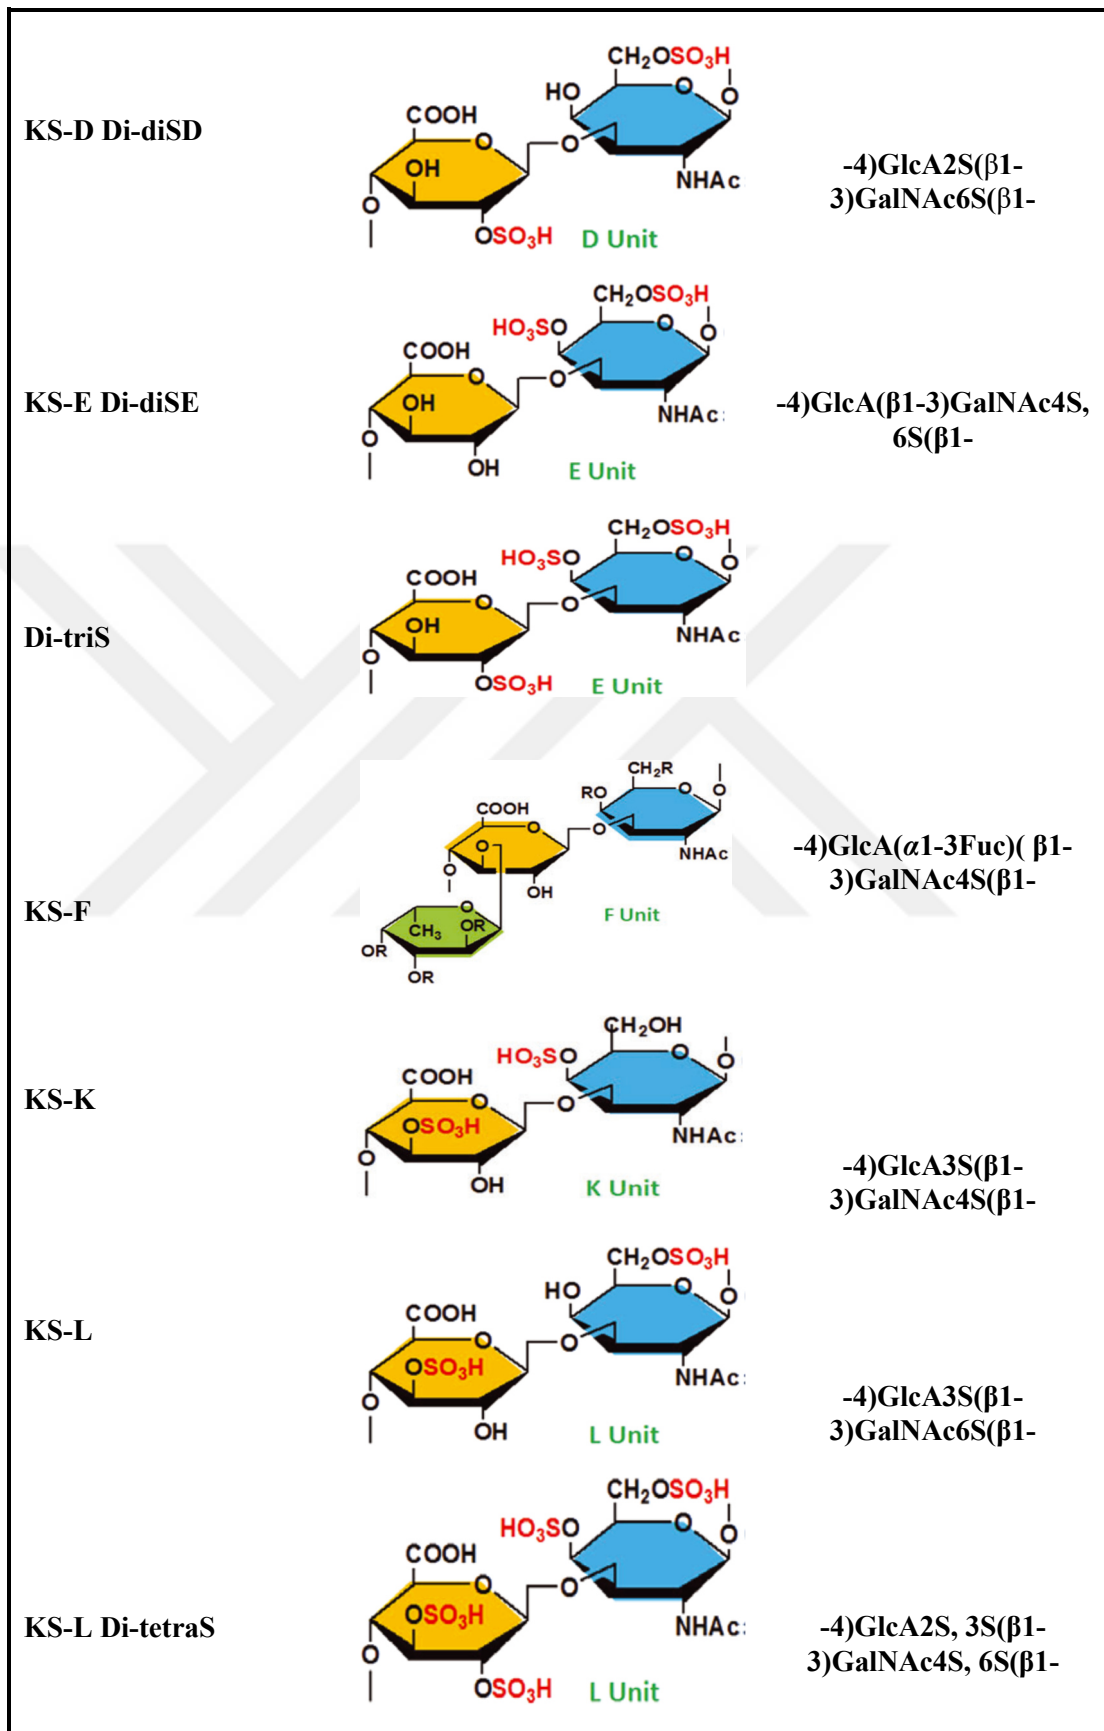 CH₂OSO₃H
HO
O
O
KS-D Di-diSD
COOH
O
O
OH
NHAc
-4)GlcA2S(β1-
3)GalNAc6S(β1-
O
OSO₃H
D Unit
CH₂OSO₃H
HO₃SO
O
O
KS-E Di-diSE
COOH
O
O
OH
NHAc
-4)GlcA(β1-3)GalNAc4S,
6S(β1-
O
OH
E Unit
CH₂OSO₃H
HO₃SO
O
O
COOH
O
O
Di-triS
OH
NHAc
O
OSO₃H
E Unit
CH₂R
RO
O
O
COOH
O
O
O
NHAc
-4)GlcA(α1-3Fuc)( β1-
3)GalNAc4S(β1-
O
OH
KS-F
O
F Unit
CH₃
OR
OR
OR
CH₂OH
HO₃SO
O
O
KS-K
COOH
O
O
OSO₃H
NHAc
O
OH
K Unit
-4)GlcA3S(β1-
3)GalNAc4S(β1-
CH₂OSO₃H
HO
O
O
KS-L
COOH
O
O
OSO₃H
NHAc
O
OH
L Unit
-4)GlcA3S(β1-
3)GalNAc6S(β1-
CH₂OSO₃H
HO₃SO
O
O
COOH
O
O
KS-L Di-tetraS
OSO₃H
NHAc
-4)GlcA2S, 3S(β1-
3)GalNAc4S, 6S(β1-
O
OSO₃H
L Unit